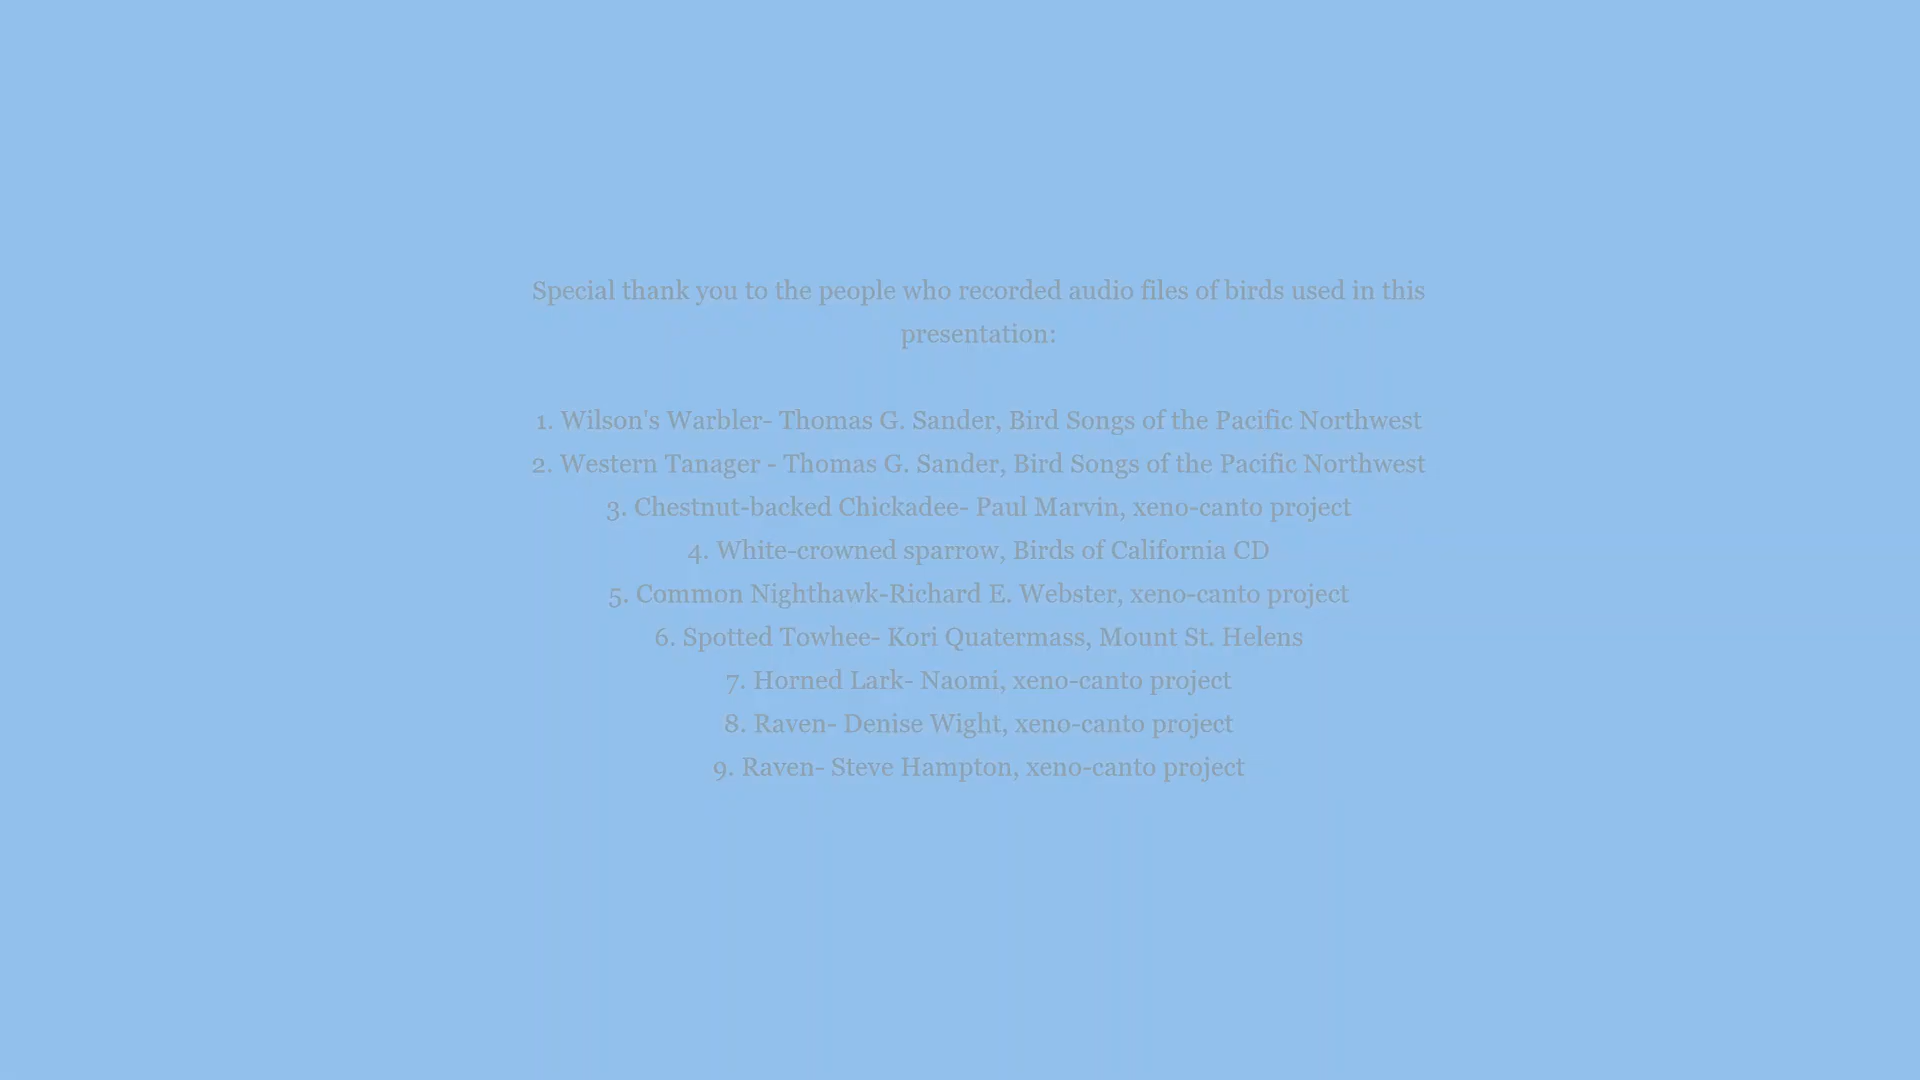 Special thank you to the people who recorded audio files of birds used in this
presentation:
1. Wilson's Warbler- Thomas G. Sander, Bird Songs of the Pacific Northwest
2. Western Tanager - Thomas G. Sander, Bird Songs of the Pacific Northwest
3. Chestnut-backed Chickadee- Paul Marvin, xeno-canto project
4. White-crowned sparrow, Birds of California CD
5. Common Nighthawk-Richard E. Webster, xeno-canto project
6. Spotted Towhee- Kori Quatermass, Mount St. Helens
7. Horned Lark- Naomi, xeno-canto project
8. Raven- Denise Wight, xeno-canto project
9. Raven- Steve Hampton, xeno-canto project